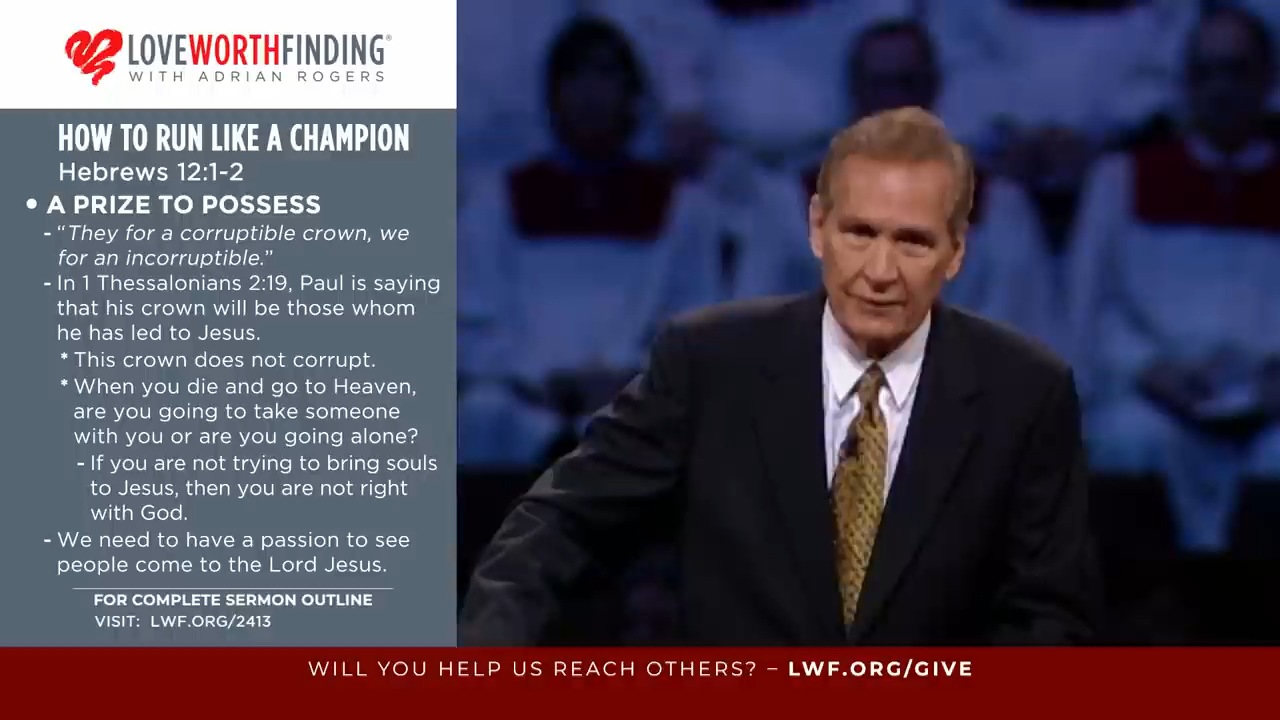 LOVEWORTHFINDING®
WITH ADRIAN ROGERS
HOW TO RUN LIKE A CHAMPION
Hebrews 12:1-2
• A PRIZE TO POSSESS
- “They for a corruptible crown, we
for an incorruptible.”
- In 1 Thessalonians 2:19, Paul is saying
that his crown will be those whom
he has led to Jesus.
* This crown does not corrupt.
* When you die and go to Heaven,
are you going to take someone
with you or are you going alone?
- If you are not trying to bring souls
to Jesus, then you are not right
with God.
- We need to have a passion to see
people come to the Lord Jesus.
FOR COMPLETE SERMON OUTLINE
VISIT: LWF.ORG/2413
WILL YOU HELP US REACH OTHERS? – LWF.ORG/GIVE